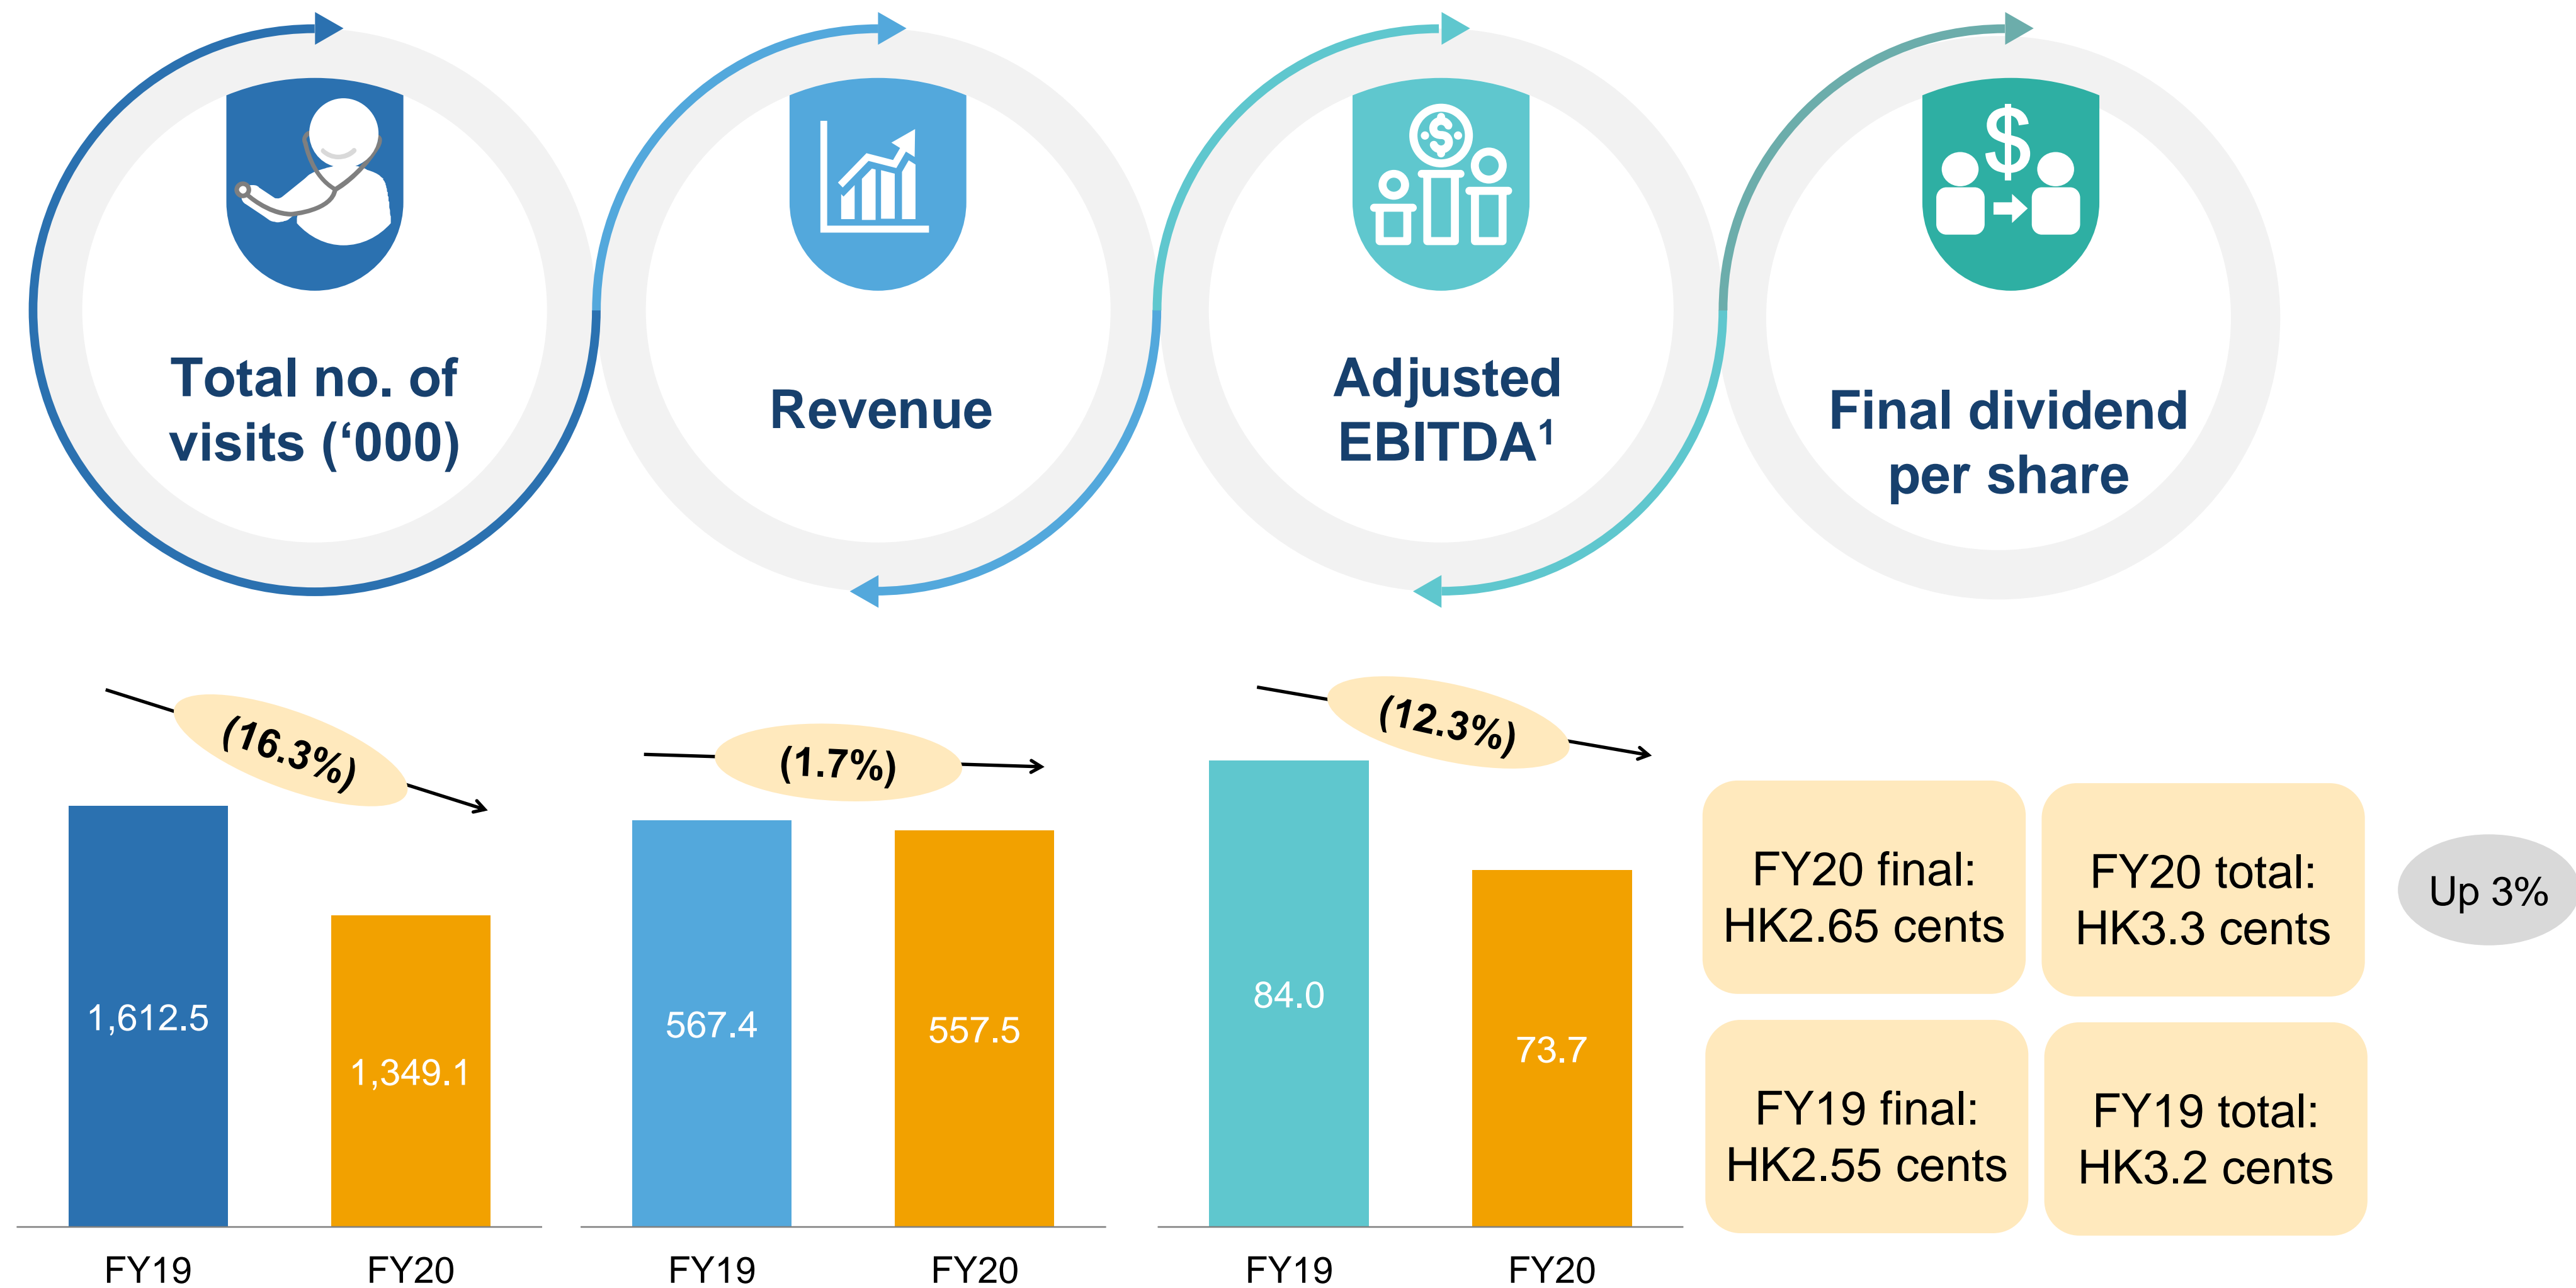 Total no. of
visits (‘000)
Revenue
Adjusted
EBITDA¹
Final dividend
per share
(16.3%)
1,612.5
1,349.1
FY19
FY20
(1.7%)
567.4
557.5
FY19
FY20
(12.3%)
84.0
73.7
FY19
FY20
FY20 final:
HK2.65 cents
FY20 total:
HK3.3 cents
Up 3%
FY19 final:
HK2.55 cents
FY19 total:
HK3.2 cents